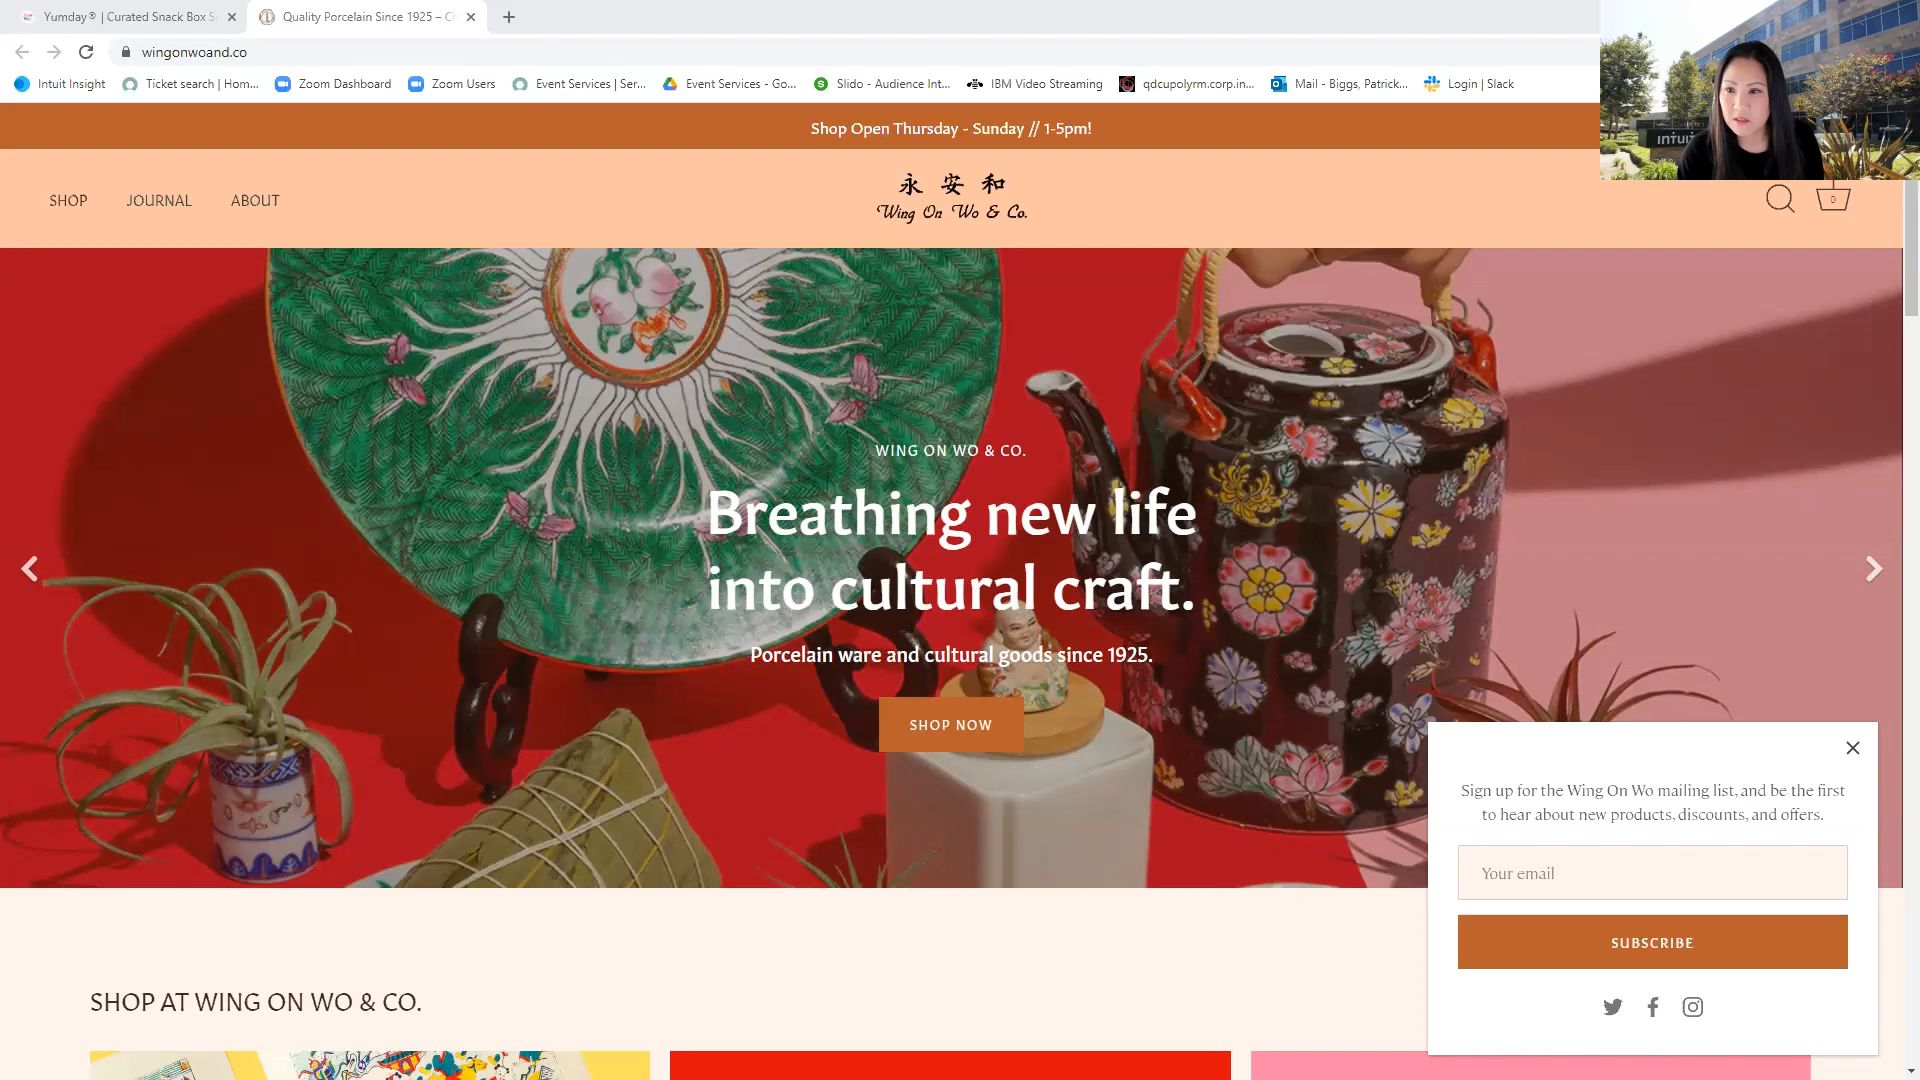 Yumday® | Curated Snack Box S
Quality Porcelain Since 1925 – Ch
wingonwoand.co
Intuit Insight
Ticket search | Hom...
Zoom Dashboard
Zoom Users
Event Services | Ser...
Event Services - Go...
Slido - Audience Int...
IBM Video Streaming
qdcupolyrm.corp.in...
Mail - Biggs, Patrick...
Login | Slack
Shop Open Thursday - Sunday // 1-5pm!
SHOP
JOURNAL
ABOUT
永安和
Wing On Wo & Co.
0
WING ON WO & CO.
Breathing new life
into cultural craft.
Porcelain ware and cultural goods since 1925.
SHOP NOW
Sign up for the Wing On Wo mailing list, and be the first
to hear about new products, discounts, and offers.
Your email
SUBSCRIBE
SHOP AT WING ON WO & CO.